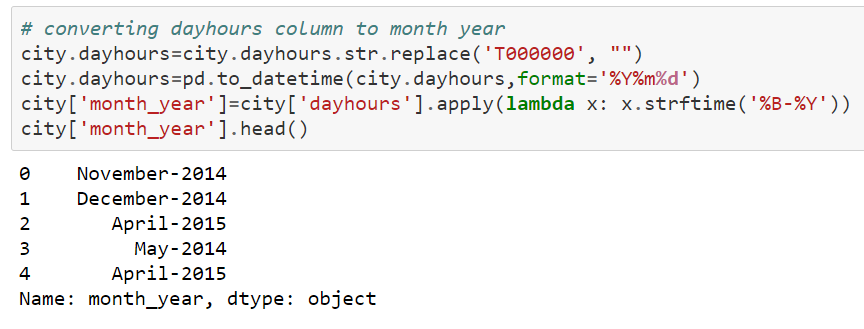 # converting dayhours column to month year
city.dayhours=city.dayhours.str.replace('T000000', "")
city.dayhours=pd.to_datetime(city.dayhours,format='%Y%m%d')
city['month_year']=city['dayhours'].apply(lambda x: x.strftime('%B-%Y'))
city['month_year'].head()
0    November-2014
1    December-2014
2       April-2015
3         May-2014
4       April-2015
Name: month_year, dtype: object